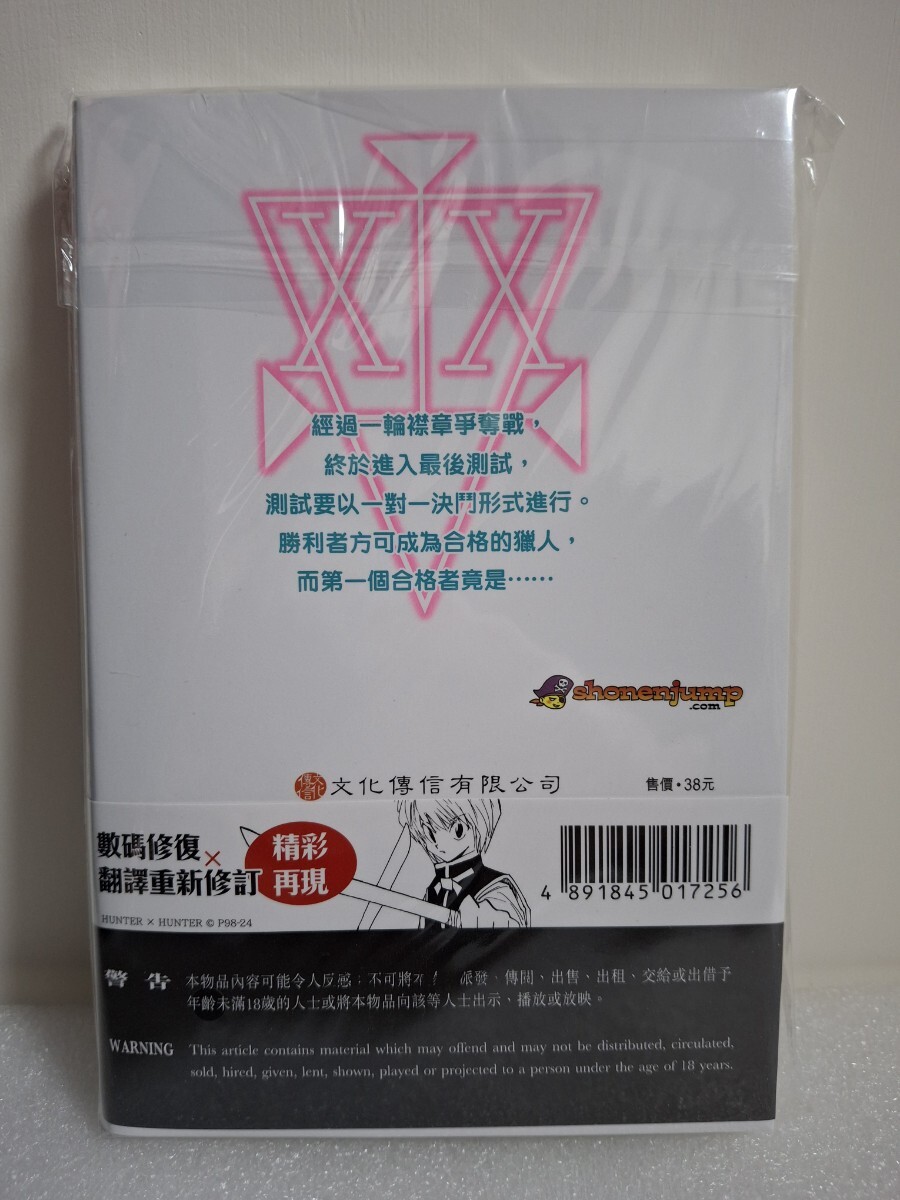 XX
經過一輪襟章爭奪戰，
終於進入最後測試，
測試要以一對一決鬥形式進行。
勝利者方可成為合格的獵人，
而第一個合格者竟是⋯⋯
shonenjump
.com
文化傳信
文化傳信有限公司
售價・38元
數碼修復×
翻譯重新修訂
精彩
再現
4 891845 017256
HUNTER × HUNTER © P98-24
警告
本物品內容可能令人反感；不可將本 派發、傳閱、出售、出租、交給或出借予
年齡未滿18歲的人士或將本物品向該等人士出示、播放或放映。
WARNING
This article contains material which may offend and may not be distributed, circulated,
sold, hired, given, lent, shown, played or projected to a person under the age of 18 years.